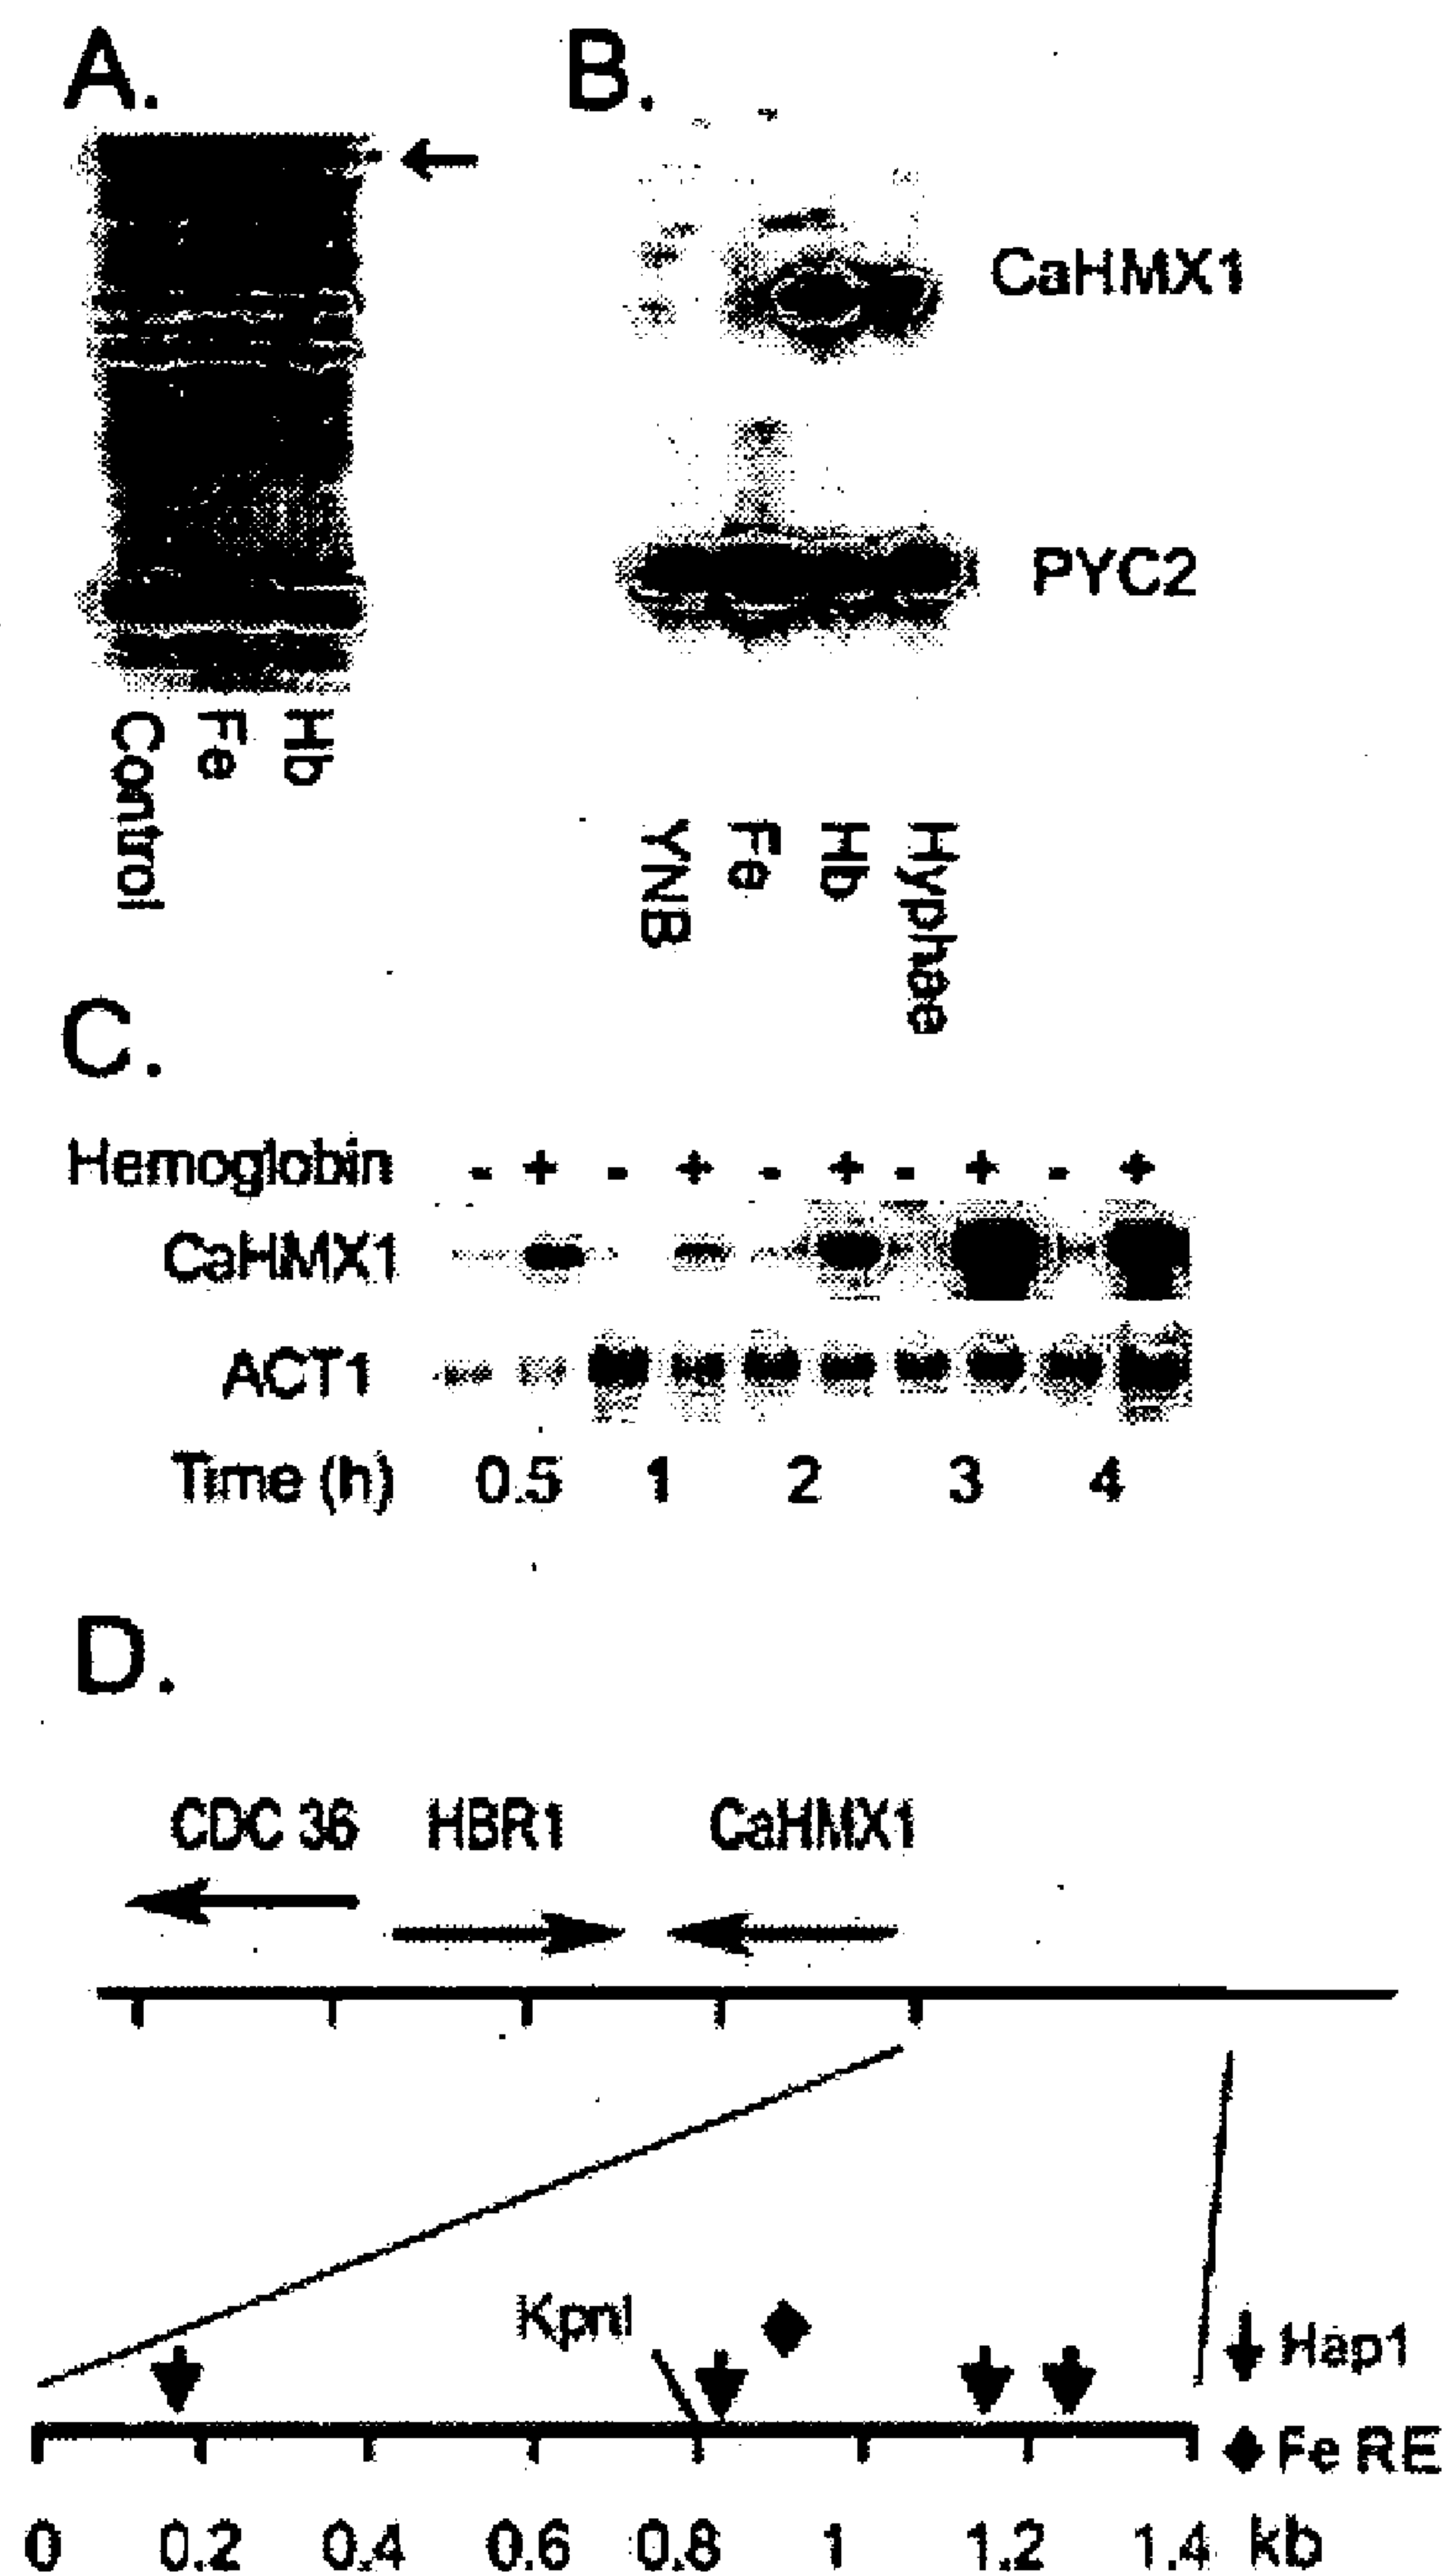 A.
B.
CaHMX1
PYC2
Control
Fe
Hb
YNB
Fe
Hb
Hyphae
C.
Hemoglobin - + - + - + - + - +
CaHMX1
ACT1
Time (h) 0.5 1 2 3 4
D.
CDC 36 HBR1 CaHMX1
KpnI
Hap1
Fe RE
0 0.2 0.4 0.6 0.8 1 1.2 1.4 kb